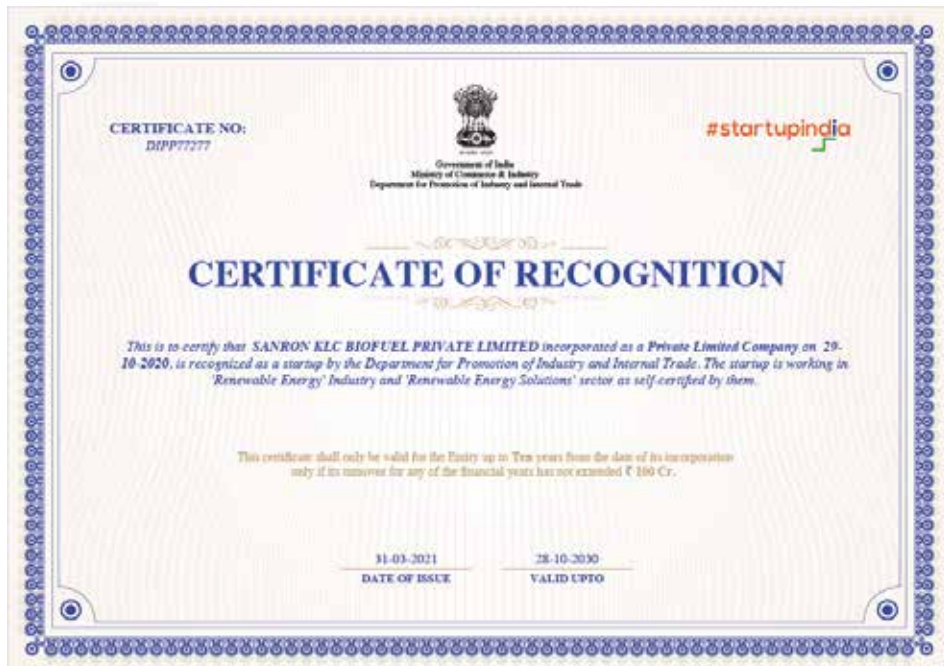 CERTIFICATE NO:
DIPP77277
#startupindia
Government of India
Ministry of Commerce & Industry
Department for Promotion of Industry and Internal Trade
CERTIFICATE OF RECOGNITION
This is to certify that SANRON KLC BIOFUEL PRIVATE LIMITED incorporated as a Private Limited Company on 29-
10-2020, is recognized as a startup by the Department for Promotion of Industry and Internal Trade. The startup is working in
'Renewable Energy' Industry and 'Renewable Energy Solutions' sector as self-certified by them.
This certificate shall only be valid for the Entity up to Ten years from the date of its incorporation
only if its turnover for any of the financial years has not exceeded ₹ 100 Cr.
31-03-2021
28-10-2030
DATE OF ISSUE
VALID UPTO